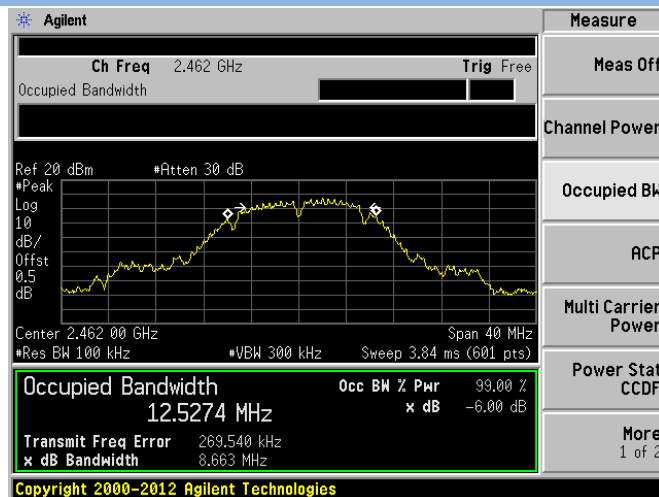 Agilent
Measure
Ch Freq 2.462 GHz Trig Free
Occupied Bandwidth
Meas Off
Channel Power
Ref 20 dBm #Atten 30 dB
#Peak
Log
10
dB/
Offst
0.5
dB
Occupied BW
ACP
Multi Carrier
Power
Center 2.462 00 GHz Span 40 MHz
#Res BW 100 kHz #VBW 300 kHz Sweep 3.84 ms (601 pts)
Power Stat
CCDF
Occupied Bandwidth Occ BW % Pwr 99.00 %
12.5274 MHz x dB -6.00 dB
Transmit Freq Error 269.540 kHz
x dB Bandwidth 8.663 MHz
More
1 of 2
Copyright 2000-2012 Agilent Technologies